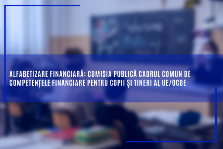 ALFABETIZARE FINANCIARĂ: COMISIA PUBLICĂ CADRUL COMUN DE
COMPETENȚELE FINANCIARE PENTRU COPII ȘI TINERI AL UE/OCDE